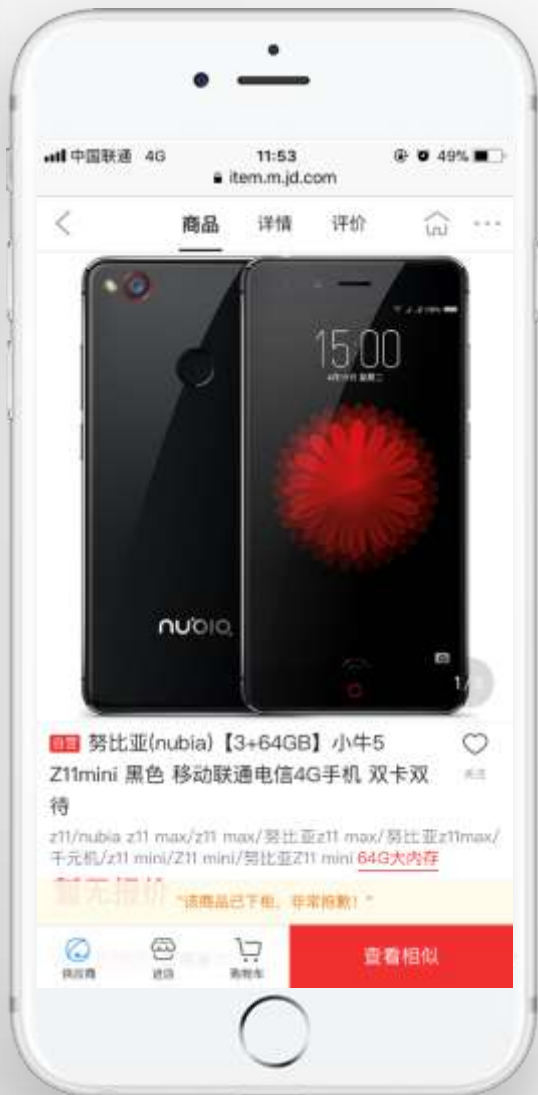 中国联通 4G 11:53 49%
item.m.jd.com
商品 详情 评价
15:00
nubia
1/
自营 努比亚(nubia)【3+64GB】小牛5
Z11mini 黑色 移动联通电信4G手机 双卡双
待
关注
z11/nubia z11 max/z11 max/努比亚z11 max/努比亚z11max/
千元机/z11 mini/Z11 mini/努比亚Z11 mini 64G大内存
暂无报价
"该商品已下柜，非常抱歉！"
供应商 进店 购物车 查看相似